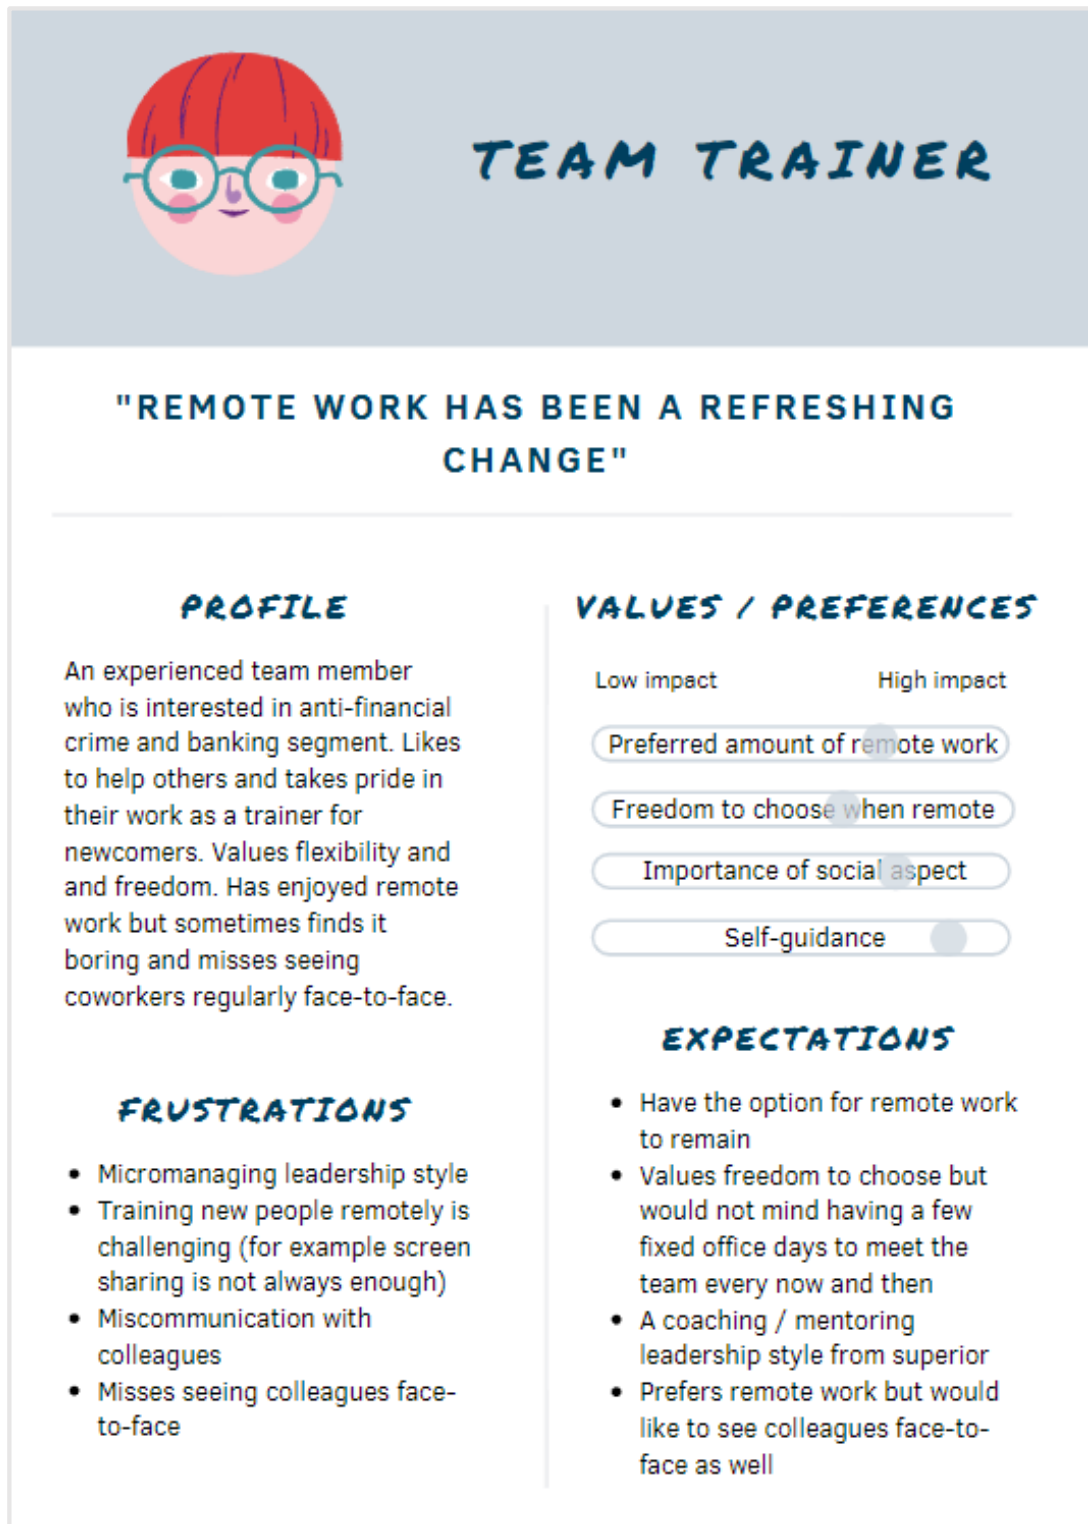 TEAM TRAINER
"REMOTE WORK HAS BEEN A REFRESHING
CHANGE"
PROFILE
An experienced team member
who is interested in anti-financial
crime and banking segment. Likes
to help others and takes pride in
their work as a trainer for
newcomers. Values flexibility and
and freedom. Has enjoyed remote
work but sometimes finds it
boring and misses seeing
coworkers regularly face-to-face.
FRUSTRATIONS
• Micromanaging leadership style
• Training new people remotely is
challenging (for example screen
sharing is not always enough)
• Miscommunication with
colleagues
• Misses seeing colleagues face-
to-face
VALUES / PREFERENCES
Low impact High impact
Preferred amount of remote work
Freedom to choose when remote
Importance of social aspect
Self-guidance
EXPECTATIONS
• Have the option for remote work
to remain
• Values freedom to choose but
would not mind having a few
fixed office days to meet the
team every now and then
• A coaching / mentoring
leadership style from superior
• Prefers remote work but would
like to see colleagues face-to-
face as well